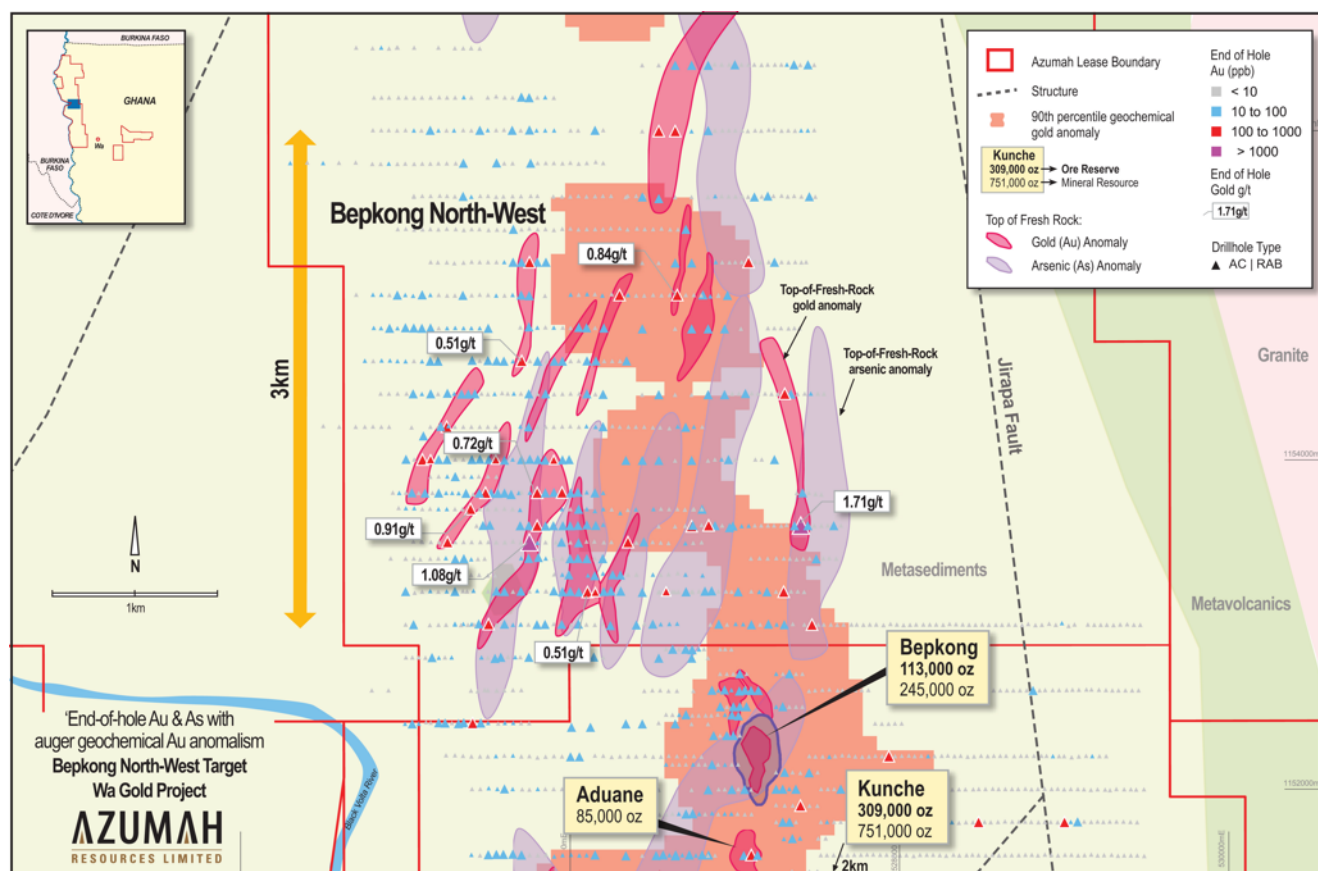 BURKINA FASO
GHANA
Wa
BURKINA
FASO
COTE D'IVORE
Bepkong North-West
3km
N
1km
0.84g/t
0.51g/t
0.72g/t
0.91g/t
1.08g/t
0.51g/t
1.71g/t
Top-of-Fresh-Rock
gold anomaly
Top-of-Fresh-Rock
arsenic anomaly
Jirapa Fault
Granite
Metasediments
Metavolcanics
1154000m
1152000m
530000mE
Azumah Lease Boundary
Structure
90th percentile geochemical
gold anomaly
Kunche
309,000 oz
751,000 oz
Ore Reserve
Mineral Resource
Top of Fresh Rock:
Gold (Au) Anomaly
Arsenic (As) Anomaly
End of Hole
Au (ppb)
< 10
10 to 100
100 to 1000
> 1000
End of Hole
Gold g/t
1.71g/t
Drillhole Type
AC | RAB
Bepkong
113,000 oz
245,000 oz
Aduane
85,000 oz
Kunche
309,000 oz
751,000 oz
2km
Black Volta River
'End-of-hole Au & As with
auger geochemical Au anomalism
Bepkong North-West Target
Wa Gold Project
AZUMAH
RESOURCES LIMITED